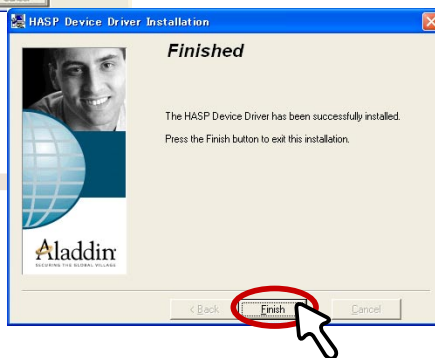 HASP Device Driver Installation
Finished
The HASP Device Driver has been successfully installed.
Press the Finish button to exit this installation.
Aladdin
SECURING THE GLOBAL VILLAGE
< Back
Finish
Cancel